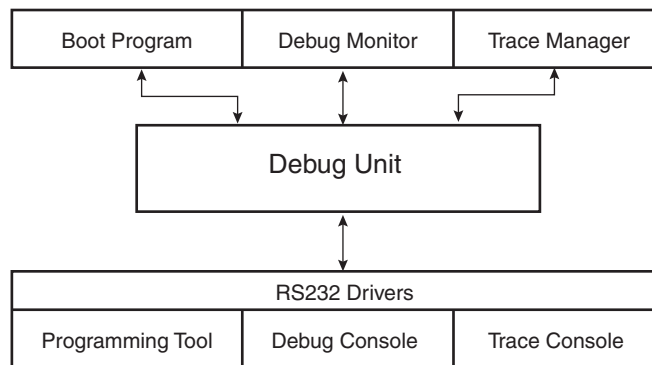 Boot Program
Debug Monitor
Trace Manager
Debug Unit
RS232 Drivers
Programming Tool
Debug Console
Trace Console